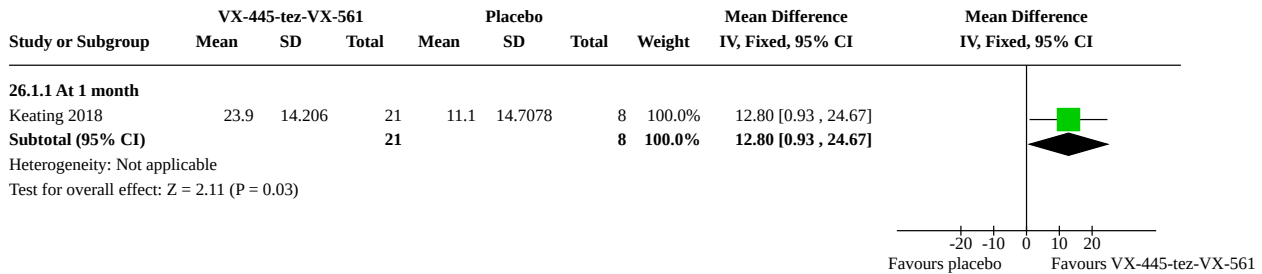 VX-445-tez-VX-561 Placebo Mean Difference Mean Difference
Study or Subgroup Mean SD Total Mean SD Total Weight IV, Fixed, 95% CI IV, Fixed, 95% CI
26.1.1 At 1 month
Keating 2018 23.9 14.206 21 11.1 14.7078 8 100.0% 12.80 [0.93 , 24.67]
Subtotal (95% CI) 21 8 100.0% 12.80 [0.93 , 24.67]
Heterogeneity: Not applicable
Test for overall effect: Z = 2.11 (P = 0.03)
-20 -10 0 10 20
Favours placebo Favours VX-445-tez-VX-561